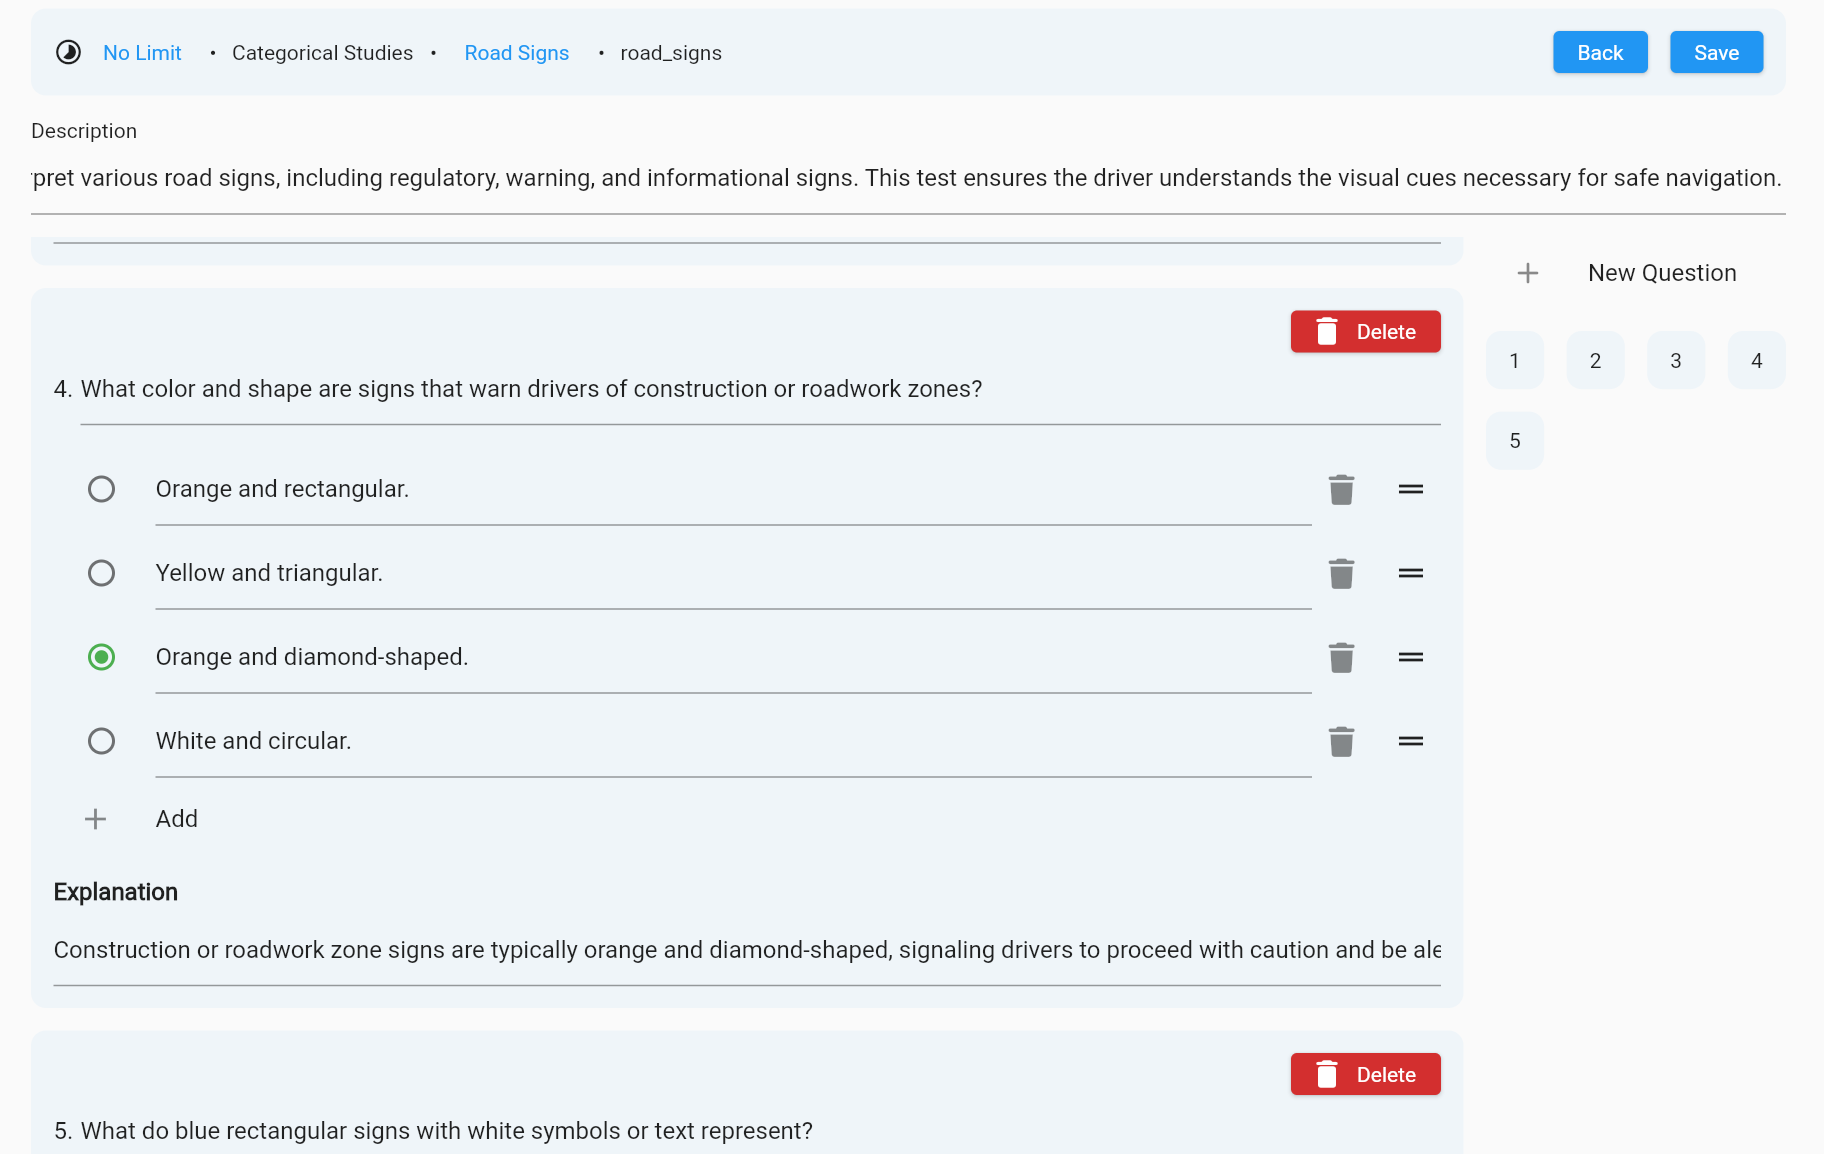 No Limit • Categorical Studies • Road Signs • road_signs Back Save
Description
pret various road signs, including regulatory, warning, and informational signs. This test ensures the driver understands the visual cues necessary for safe navigation.
New Question
Delete
1 2 3 4
4. What color and shape are signs that warn drivers of construction or roadwork zones?
5
Orange and rectangular.
Yellow and triangular.
Orange and diamond-shaped.
White and circular.
Add
Explanation
Construction or roadwork zone signs are typically orange and diamond-shaped, signaling drivers to proceed with caution and be ale
Delete
5. What do blue rectangular signs with white symbols or text represent?